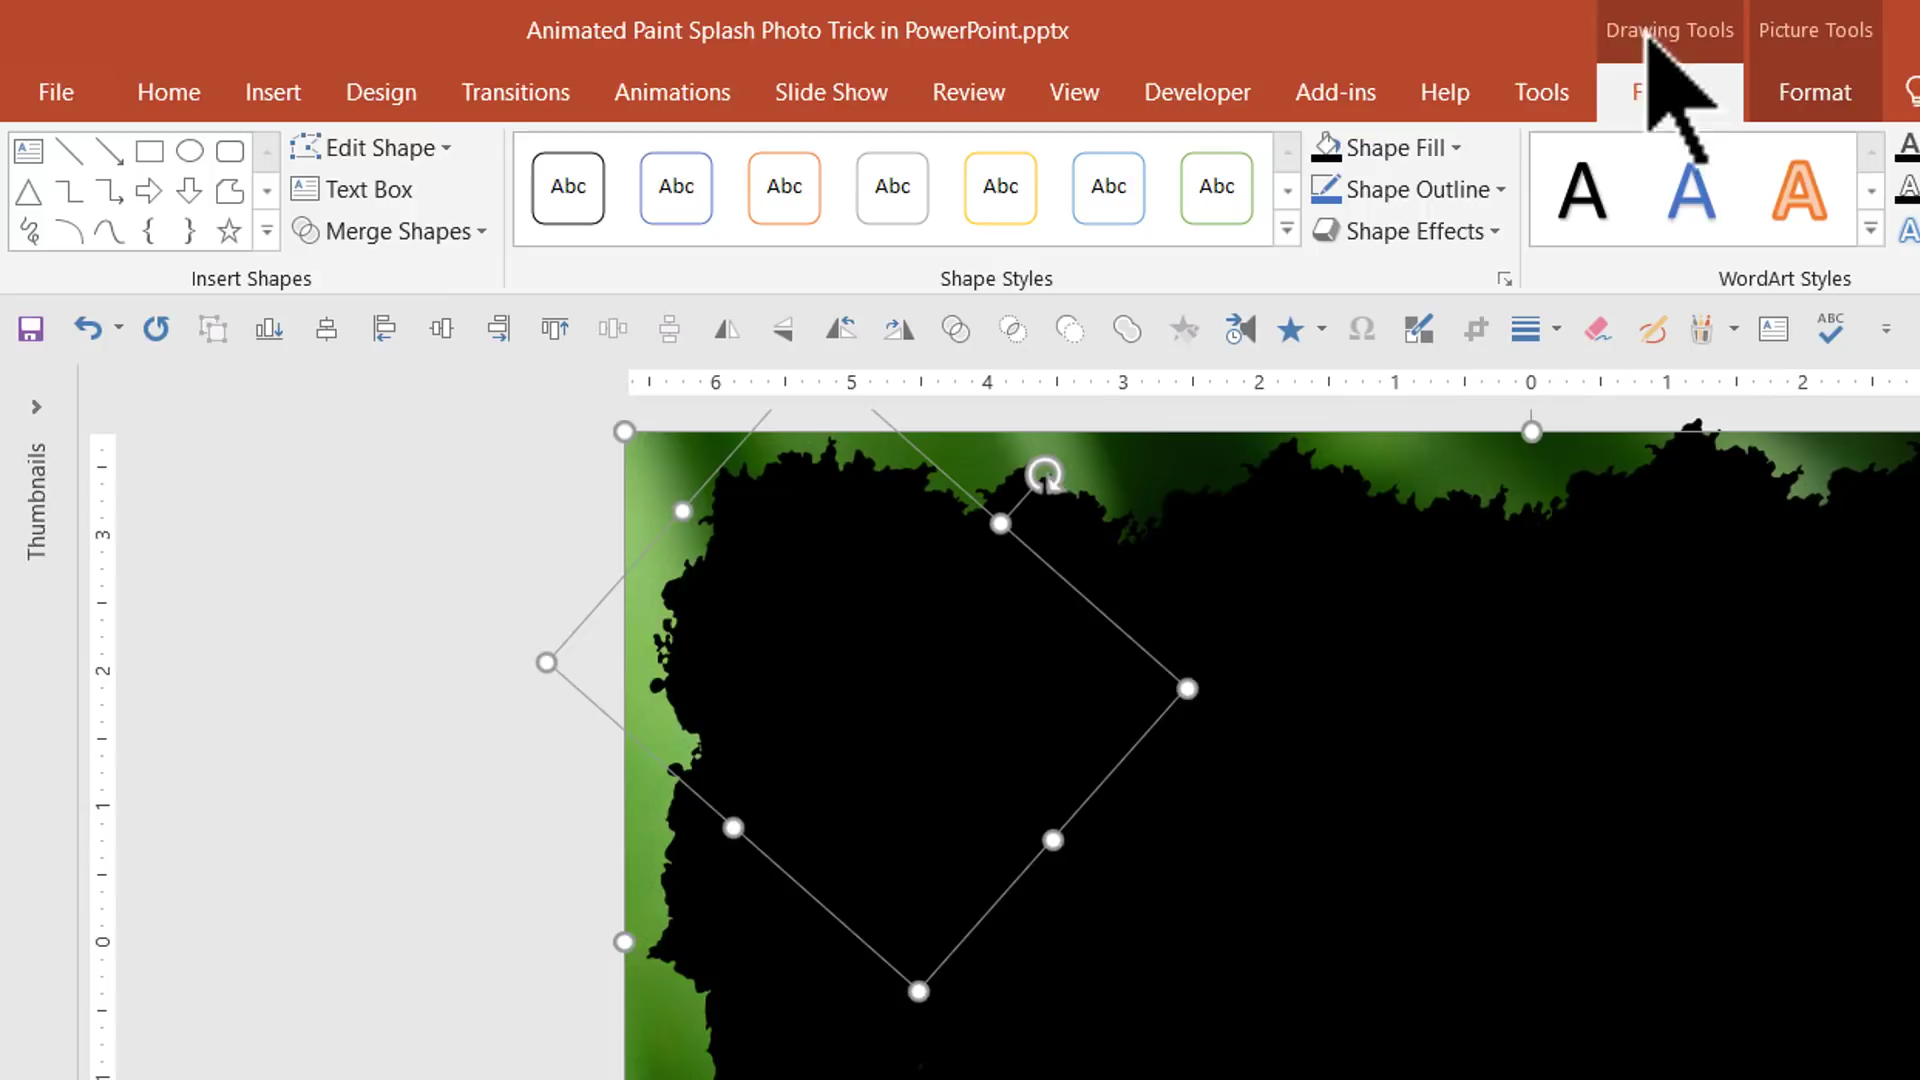 Animated Paint Splash Photo Trick in PowerPoint.pptx
Drawing Tools
Picture Tools
File
Home
Insert
Design
Transitions
Animations
Slide Show
Review
View
Developer
Add-ins
Help
Tools
Format
Edit Shape
Text Box
Merge Shapes
Abc
Abc
Abc
Abc
Abc
Abc
Abc
Shape Fill
Shape Outline
Shape Effects
A
A
A
A
A
A
Insert Shapes
Shape Styles
WordArt Styles
ABC
6 5 4 3 2 1 0 1 2
Thumbnails
3
2
1
0
1